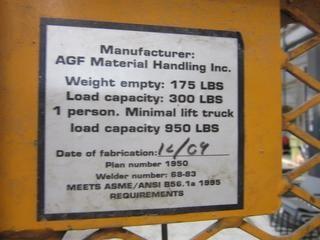 Manufacturer:
AGF Material Handling Inc.
Weight empty: 175 LBS
Load capacity: 300 LBS
1 person. Minimal lift truck
load capacity 950 LBS
Date of fabrication: 12/09
Plan number 1950
Welder number: 68-83
MEETS ASME/ANSI B56.1a 1995
REQUIREMENTS